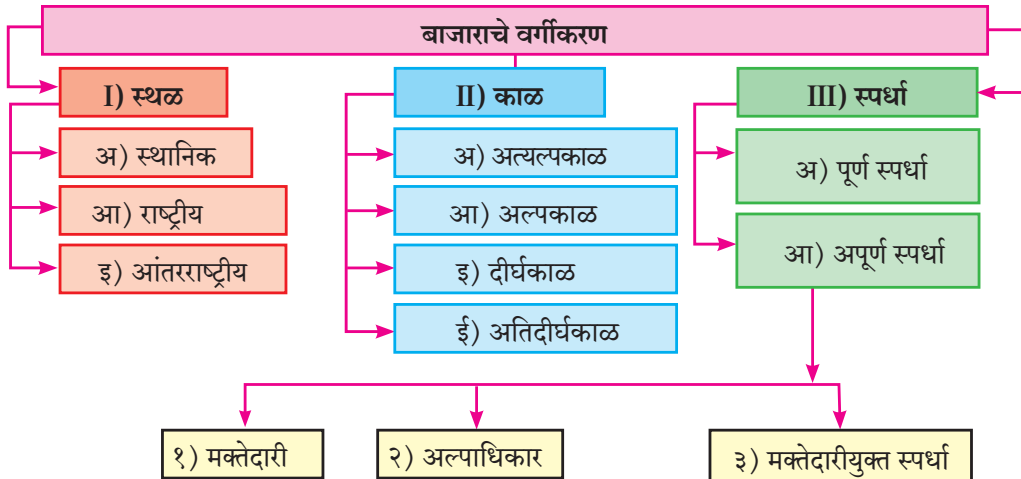 बाजाराचे वर्गीकरण
I) स्थळ
अ) स्थानिक
आ) राष्ट्रीय
इ) आंतरराष्ट्रीय
II) काळ
अ) अत्यल्पकाळ
आ) अल्पकाळ
इ) दीर्घकाळ
ई) अतिदीर्घकाळ
III) स्पर्धा
अ) पूर्ण स्पर्धा
आ) अपूर्ण स्पर्धा
१) मक्तेदारी
२) अल्पाधिकार
३) मक्तेदारीयुक्त स्पर्धा